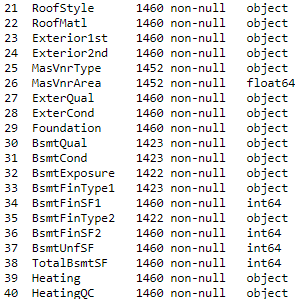 21 RoofStyle 1460 non-null object
22 RoofMatl 1460 non-null object
23 Exterior1st 1460 non-null object
24 Exterior2nd 1460 non-null object
25 MasVnrType 1452 non-null object
26 MasVnrArea 1452 non-null float64
27 ExterQual 1460 non-null object
28 ExterCond 1460 non-null object
29 Foundation 1460 non-null object
30 BsmtQual 1423 non-null object
31 BsmtCond 1423 non-null object
32 BsmtExposure 1422 non-null object
33 BsmtFinType1 1423 non-null object
34 BsmtFinSF1 1460 non-null int64
35 BsmtFinType2 1422 non-null object
36 BsmtFinSF2 1460 non-null int64
37 BsmtUnfSF 1460 non-null int64
38 TotalBsmtSF 1460 non-null int64
39 Heating 1460 non-null object
40 HeatingQC 1460 non-null object